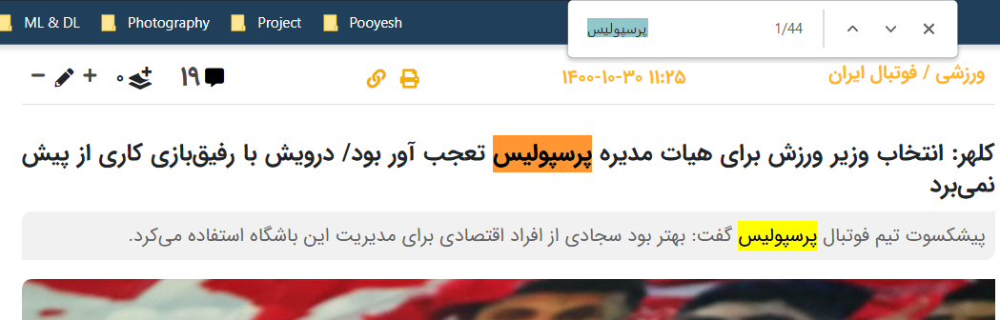 ML & DL Photography Project Pooyesh
پرسپولیس 1/44
ورزشی / فوتبال ایران ۱۱:۲۵ ۱۴۰۰-۱۰-۳۰ ۱۹ ۰
کلهر: انتخاب وزیر ورزش برای هیات مدیره پرسپولیس تعجب آور بود/ درویش با رفیق‌بازی کاری از پیش
نمی‌برد
پیشکسوت تیم فوتبال پرسپولیس گفت: بهتر بود سجادی از افراد اقتصادی برای مدیریت این باشگاه استفاده می‌کرد.